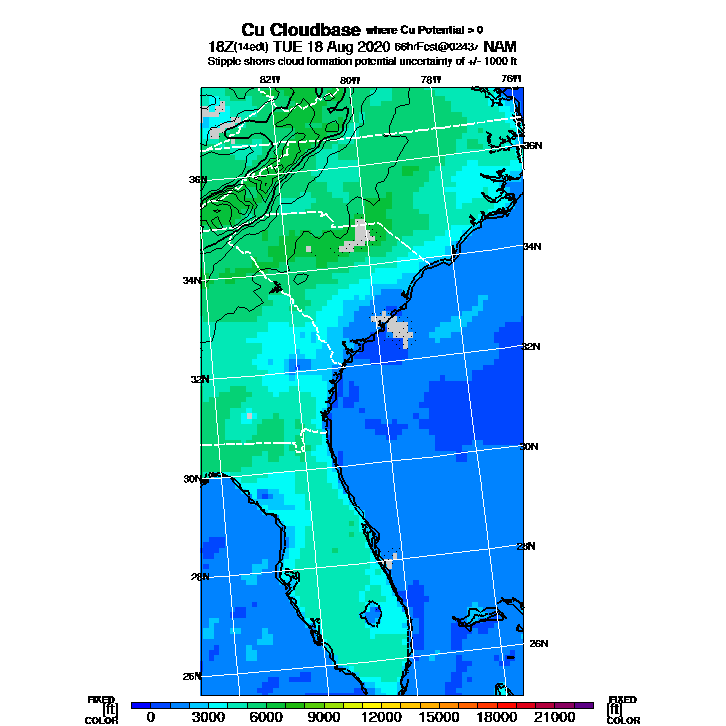 Cu Cloudbase where Cu Potential > 0
18Z(14edt) TUE 18 Aug 2020 66hrFcst@0243z NAM
Stipple shows cloud formation potential uncertainty of +/- 1000 ft
82W 80W 78W 76W
36N
36N
34N
34N
32N
32N
30N
30N
28N
28N
26N
26N
FIXED [ft] COLOR
0 3000 6000 9000 12000 15000 18000 21000
FIXED [ft] COLOR